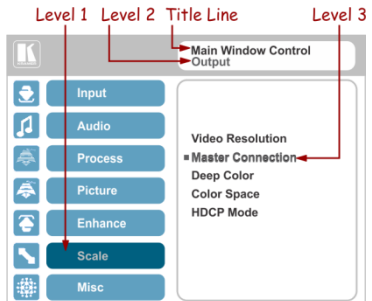 Level 1 Level 2 Title Line Level 3
Main Window Control
Output
Input
Audio
Process
Picture
Enhance
Scale
Misc
Video Resolution
Master Connection
Deep Color
Color Space
HDCP Mode